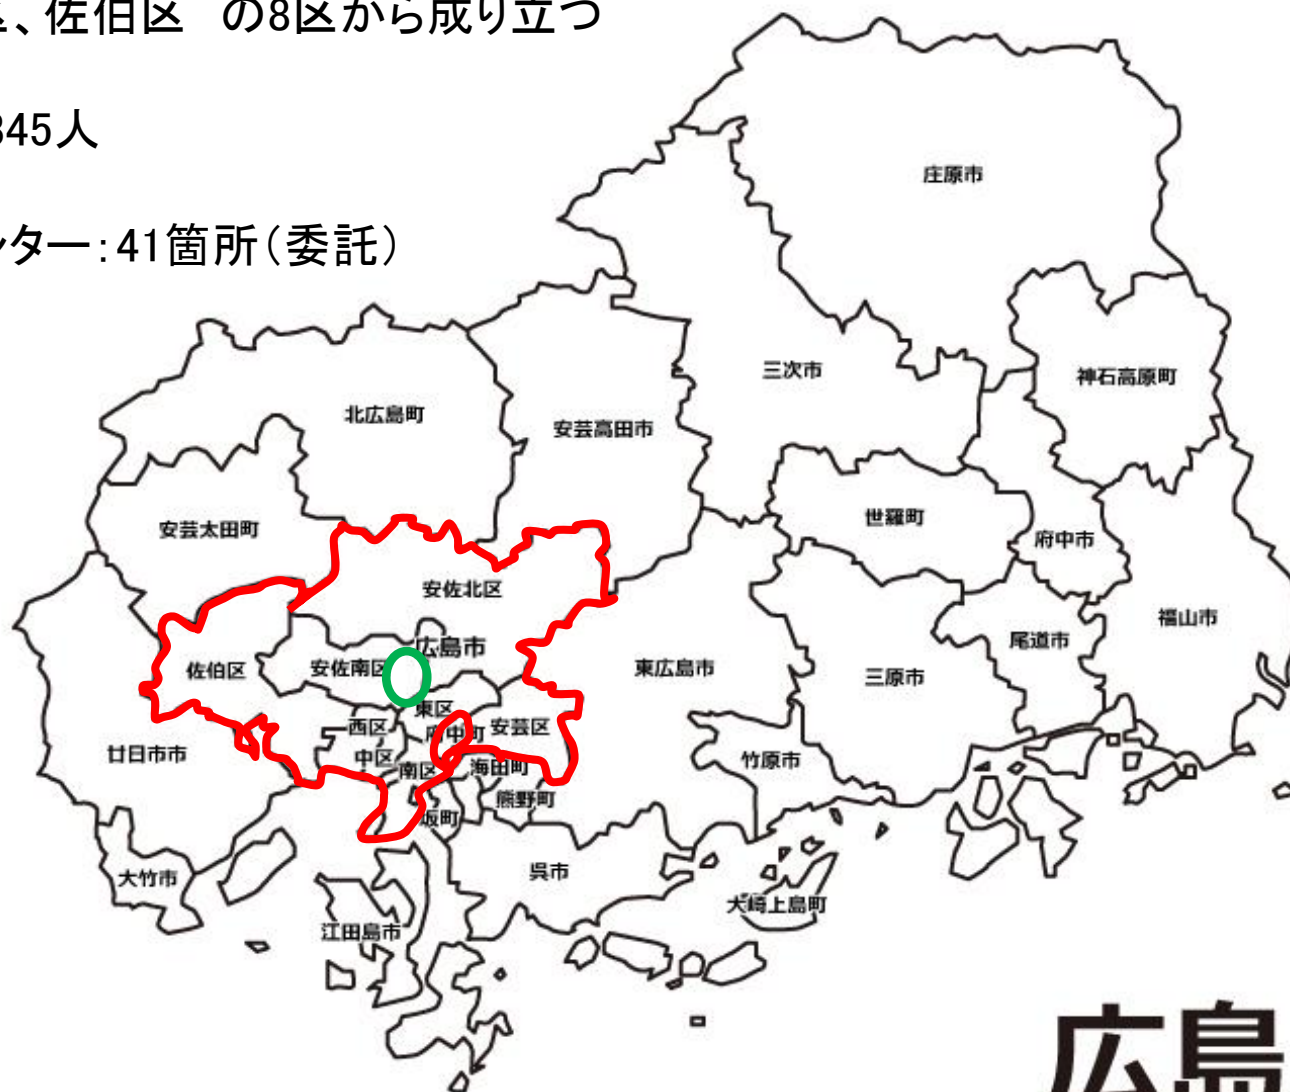 、佐伯区 の8区から成り立つ
345人
ター：41箇所（委託）
庄原市
三次市
神石高原町
北広島町
安芸高田市
世羅町
安芸太田町
府中市
安佐北区
福山市
広島市
尾道市
佐伯区
安佐南区
東広島市
三原市
東区
西区
府中町
安芸区
廿日市市
中区
竹原市
南区
海田町
熊野町
坂町
呉市
大竹市
大崎上島町
江田島市
広島